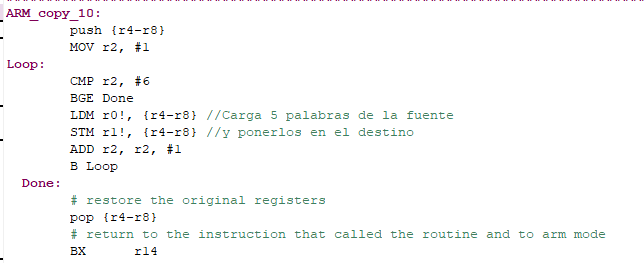 ARM_copy_10:
push {r4-r8}
MOV r2, #1
Loop:
CMP r2, #6
BGE Done
LDM r0!, {r4-r8} //Carga 5 palabras de la fuente
STM r1!, {r4-r8} //y ponerlos en el destino
ADD r2, r2, #1
B Loop
Done:
# restore the original registers
pop {r4-r8}
# return to the instruction that called the routine and to arm mode
BX r14